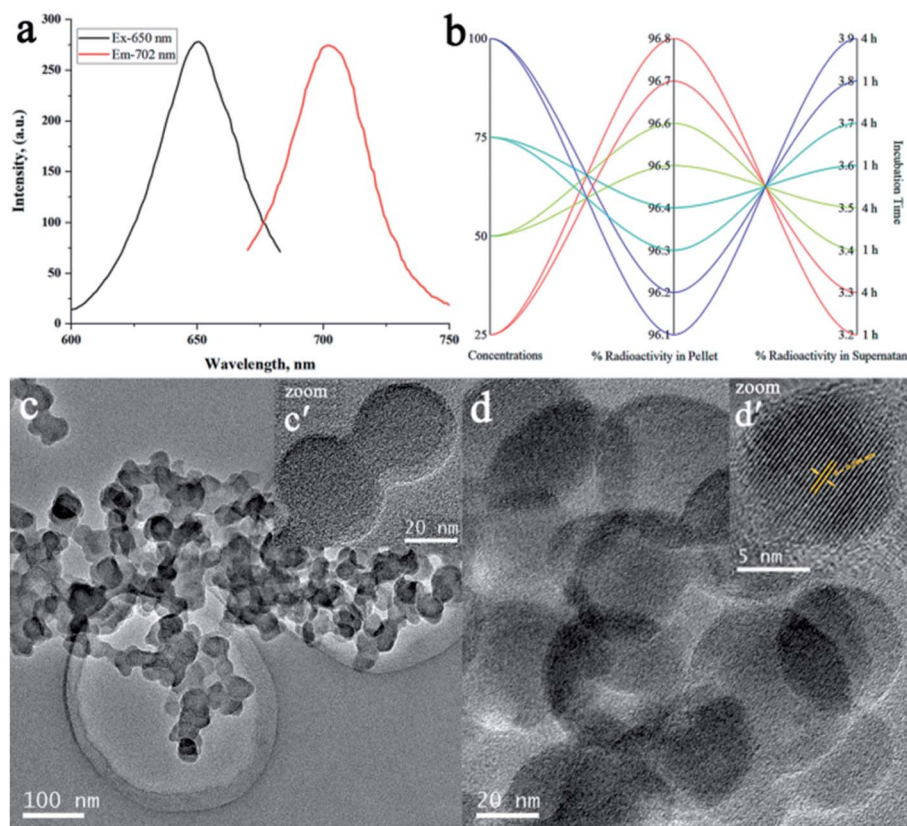 a
Ex-650 nm
Em-702 nm
300
250
200
150
100
50
0
Intensity, (a.u.)
600
650
700
750
Wavelength, nm
b
100
75
50
25
96.8
96.7
96.6
96.5
96.4
96.3
96.2
96.1
3.9 4 h
3.8 1 h
3.7 4 h
3.6 1 h
3.5 4 h
3.4 1 h
3.3 4 h
3.2 1 h
Incubation Time
Concentrations
% Radioactivity in Pellet
% Radioactivity in Supernatan
c
zoom
c'
20 nm
100 nm
d
zoom
d'
5 nm
20 nm